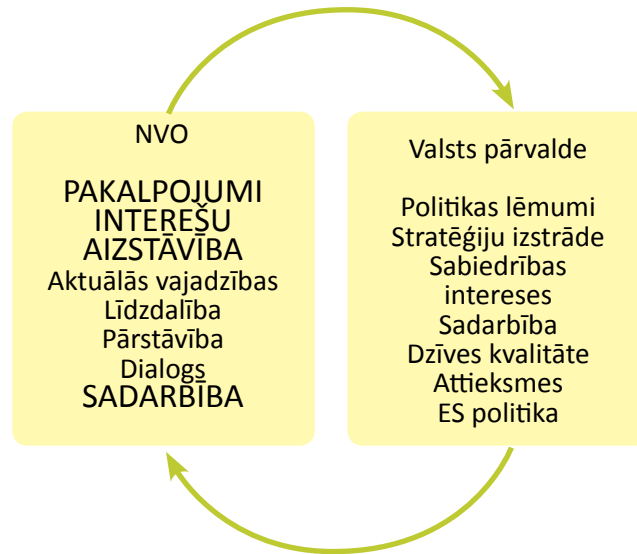 NVO
PAKALPOJUMI
INTEREŠU
AIZSTĀVĪBA
Aktuālās vajadzības
Līdzdalība
Pārstāvība
Dialogs
SADARBĪBA
Valsts pārvalde
Politikas lēmumi
Stratēģiju izstrāde
Sabiedrības
intereses
Sadarbība
Dzīves kvalitāte
Attieksmes
ES politika